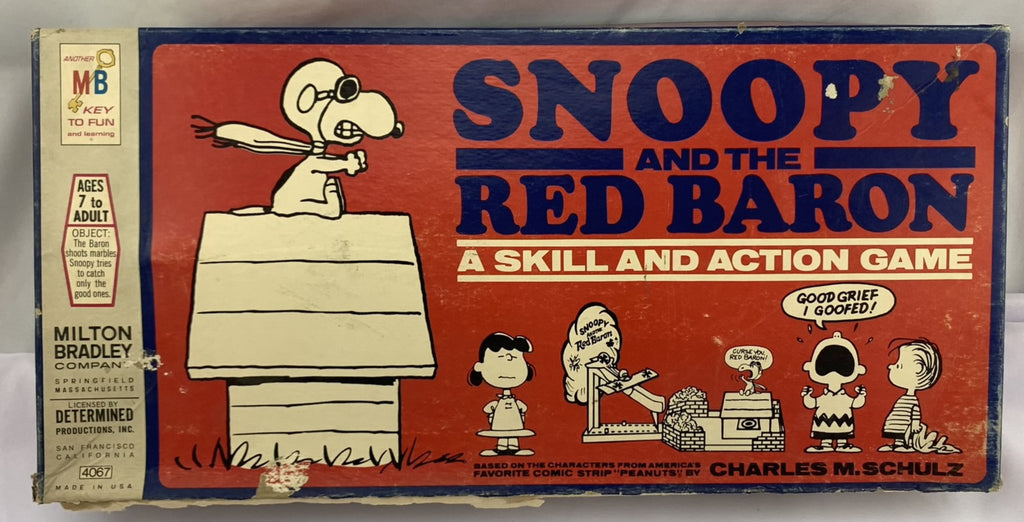 ANOTHER
MB
KEY
TO FUN
and learning
AGES
7 to
ADULT
OBJECT:
The Baron
shoots marbles
Snoopy tries
to catch
only the
good ones.
MILTON
BRADLEY
COMPANY
SPRINGFIELD
MASSACHUSETTS
LICENSED BY
DETERMINED
PRODUCTIONS, INC.
SAN FRANCISCO
CALIFORNIA
4067
MADE IN USA
SNOOPY
AND THE
RED BARON
A SKILL AND ACTION GAME
SNOOPY
AND THE
Red Baron
CURSE YOU,
RED BARON!
GOOD GRIEF
I GOOFED!
BASED ON THE CHARACTERS FROM AMERICA'S
FAVORITE COMIC STRIP "PEANUTS" BY CHARLES M. SCHULZ